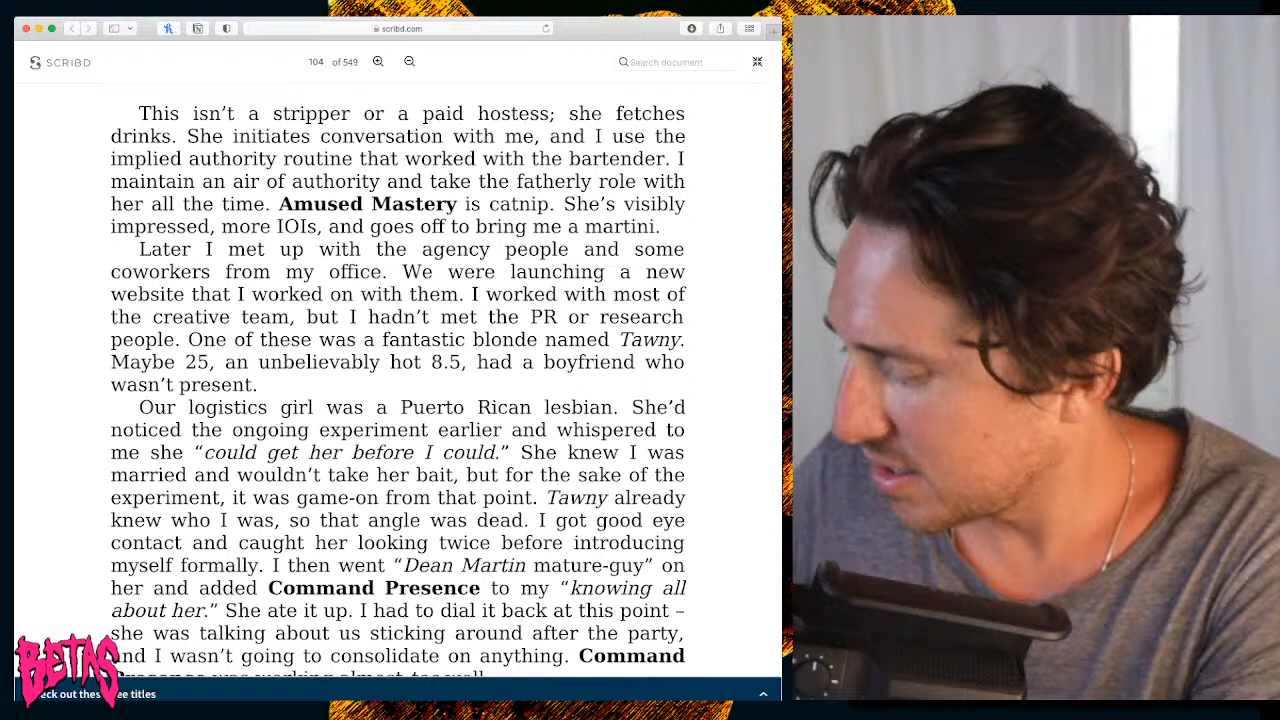 scribd.com
SCRIBD
104 of 549
Search document
This isn’t a stripper or a paid hostess; she fetches
drinks. She initiates conversation with me, and I use the
implied authority routine that worked with the bartender. I
maintain an air of authority and take the fatherly role with
her all the time. Amused Mastery is catnip. She’s visibly
impressed, more IOIs, and goes off to bring me a martini.
Later I met up with the agency people and some
coworkers from my office. We were launching a new
website that I worked on with them. I worked with most of
the creative team, but I hadn’t met the PR or research
people. One of these was a fantastic blonde named Tawny.
Maybe 25, an unbelievably hot 8.5, had a boyfriend who
wasn’t present.
Our logistics girl was a Puerto Rican lesbian. She’d
noticed the ongoing experiment earlier and whispered to
me she “could get her before I could.” She knew I was
married and wouldn’t take her bait, but for the sake of the
experiment, it was game-on from that point. Tawny already
knew who I was, so that angle was dead. I got good eye
contact and caught her looking twice before introducing
myself formally. I then went “Dean Martin mature-guy” on
her and added Command Presence to my “knowing all
about her.” She ate it up. I had to dial it back at this point –
she was talking about us sticking around after the party,
and I wasn’t going to consolidate on anything. Command
Presence was working almost too well.
BETAS
eck out thes ee titles